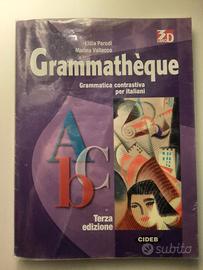 Lidia Parodi
Marina Vallacco
Grammathèque
Grammatica contrastiva
per italiani
A
b
C
Terza
edizione
CIDEB
subito